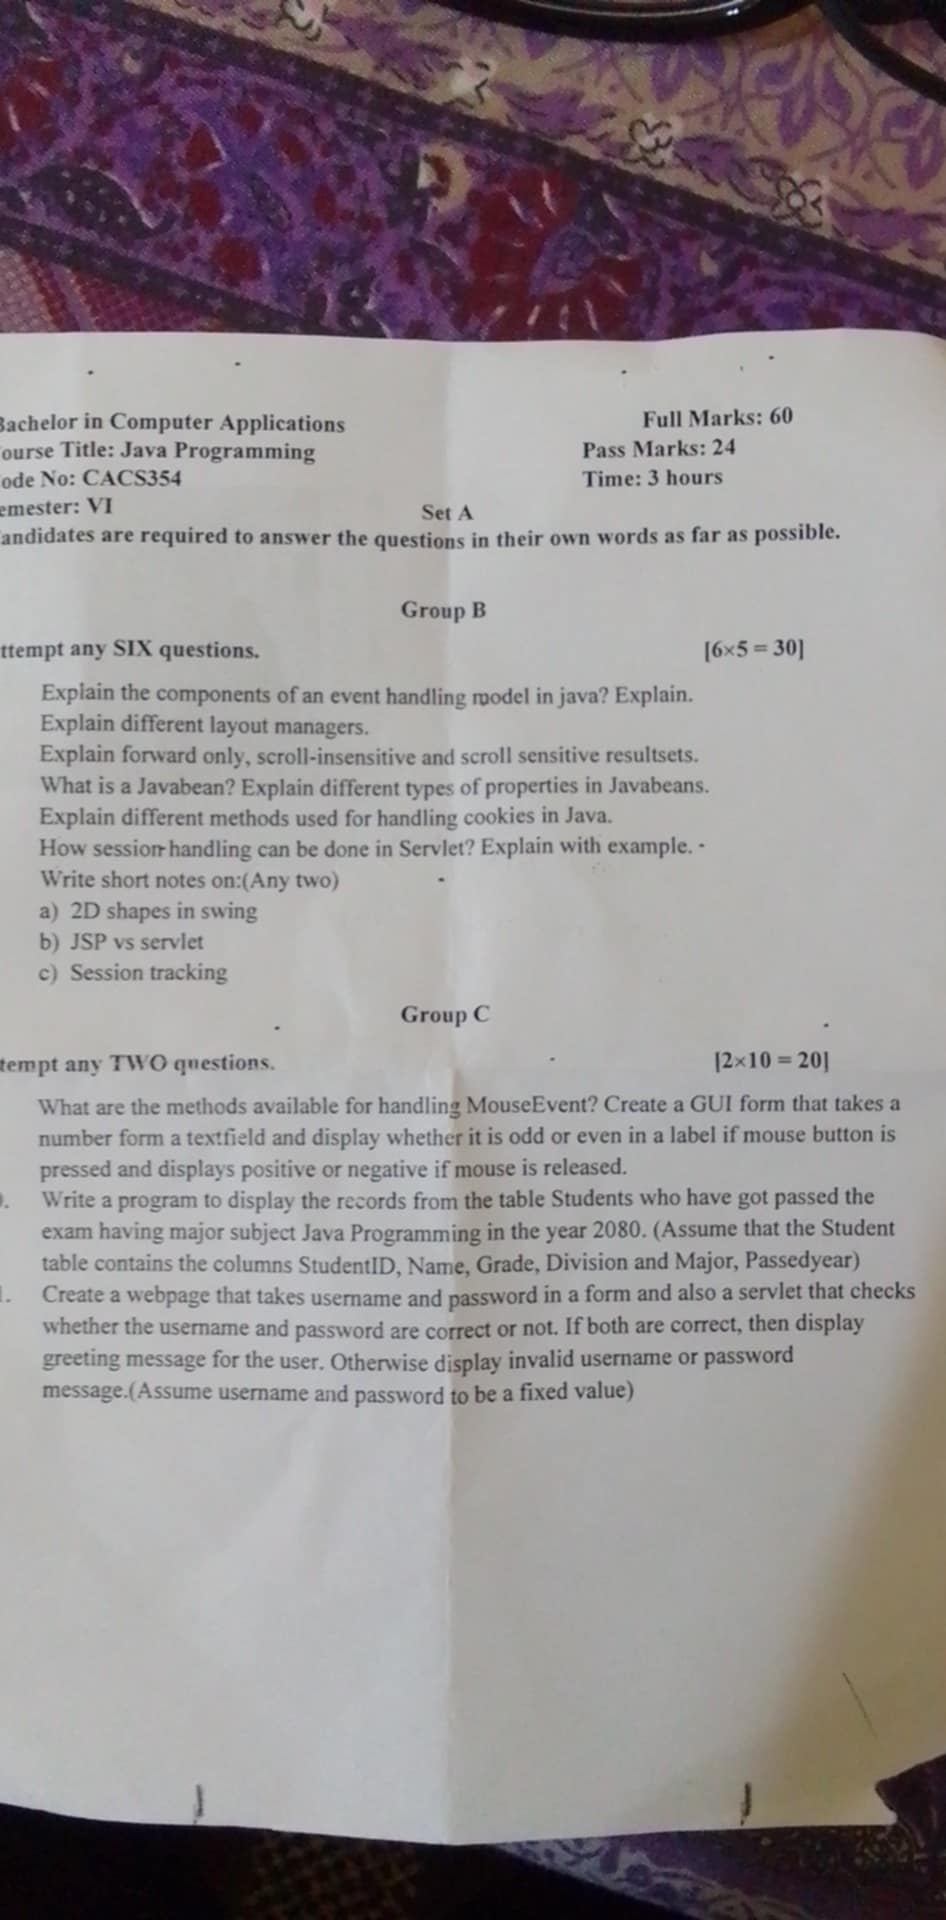 Bachelor in Computer Applications
Full Marks: 60
ourse Title: Java Programming
Pass Marks: 24
ode No: CACS354
Time: 3 hours
emester: VI
Set A
andidates are required to answer the questions in their own words as far as possible.
Group B
ttempt any SIX questions.
[6×5 = 30]
Explain the components of an event handling model in java? Explain.
Explain different layout managers.
Explain forward only, scroll-insensitive and scroll sensitive resultsets.
What is a Javabean? Explain different types of properties in Javabeans.
Explain different methods used for handling cookies in Java.
How session handling can be done in Servlet? Explain with example.
Write short notes on:(Any two)
a) 2D shapes in swing
b) JSP vs servlet
c) Session tracking
Group C
tempt any TWO questions.
[2×10 = 20]
What are the methods available for handling MouseEvent? Create a GUI form that takes a
number form a textfield and display whether it is odd or even in a label if mouse button is
pressed and displays positive or negative if mouse is released.
Write a program to display the records from the table Students who have got passed the
exam having major subject Java Programming in the year 2080. (Assume that the Student
table contains the columns StudentID, Name, Grade, Division and Major, Passedyear)
Create a webpage that takes username and password in a form and also a servlet that checks
whether the username and password are correct or not. If both are correct, then display
greeting message for the user. Otherwise display invalid username or password
message.(Assume username and password to be a fixed value)